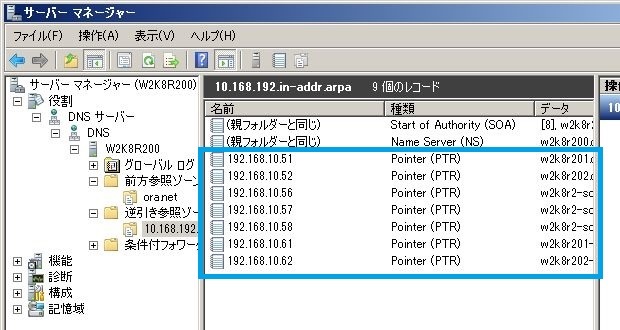 サーバー マネージャー
ファイル(F) 操作(A) 表示(V) ヘルプ(H)
サーバー マネージャー (W2K8R200)
役割
DNS サーバー
DNS
W2K8R200
グローバル ログ
前方参照ゾーン
ora.net
逆引き参照ゾー
10.168.192.
条件付フォワー
機能
診断
構成
記憶域
10.168.192.in-addr.arpa 9 個のレコード
名前 種類 データ
(親フォルダーと同じ) Start of Authority (SOA) [8], w2k8r2
(親フォルダーと同じ) Name Server (NS) w2k8r200.
192.168.10.51 Pointer (PTR) w2k8r201.
192.168.10.52 Pointer (PTR) w2k8r202.
192.168.10.56 Pointer (PTR) w2k8r2-sc
192.168.10.57 Pointer (PTR) w2k8r2-sc
192.168.10.58 Pointer (PTR) w2k8r2-sc
192.168.10.61 Pointer (PTR) w2k8r201-
192.168.10.62 Pointer (PTR) w2k8r202-
操
10